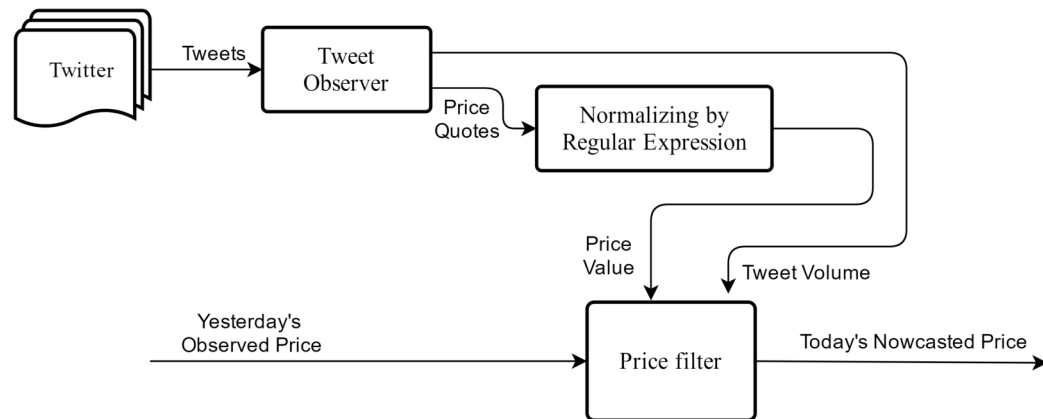 Twitter
Tweets
Tweet
Observer
Price
Quotes
Normalizing by
Regular Expression
Price
Value
Tweet Volume
Yesterday's
Observed Price
Price filter
Today's Nowcasted Price